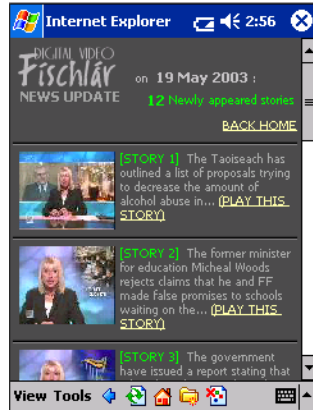 Internet Explorer 2:56
DIGITAL VIDEO
Físchlár
on 19 May 2003 :
NEWS UPDATE
12 Newly appeared stories
BACK HOME
[STORY 1] The Taoiseach has
outlined a list of proposals trying
to decrease the amount of
alcohol abuse in... (PLAY THIS
STORY)
[STORY 2] The former minister
for education Micheal Woods
rejects claims that he and FF
made false promises to schools
waiting on the... (PLAY THIS
STORY)
[STORY 3] The government
have issued a report stating that
View Tools